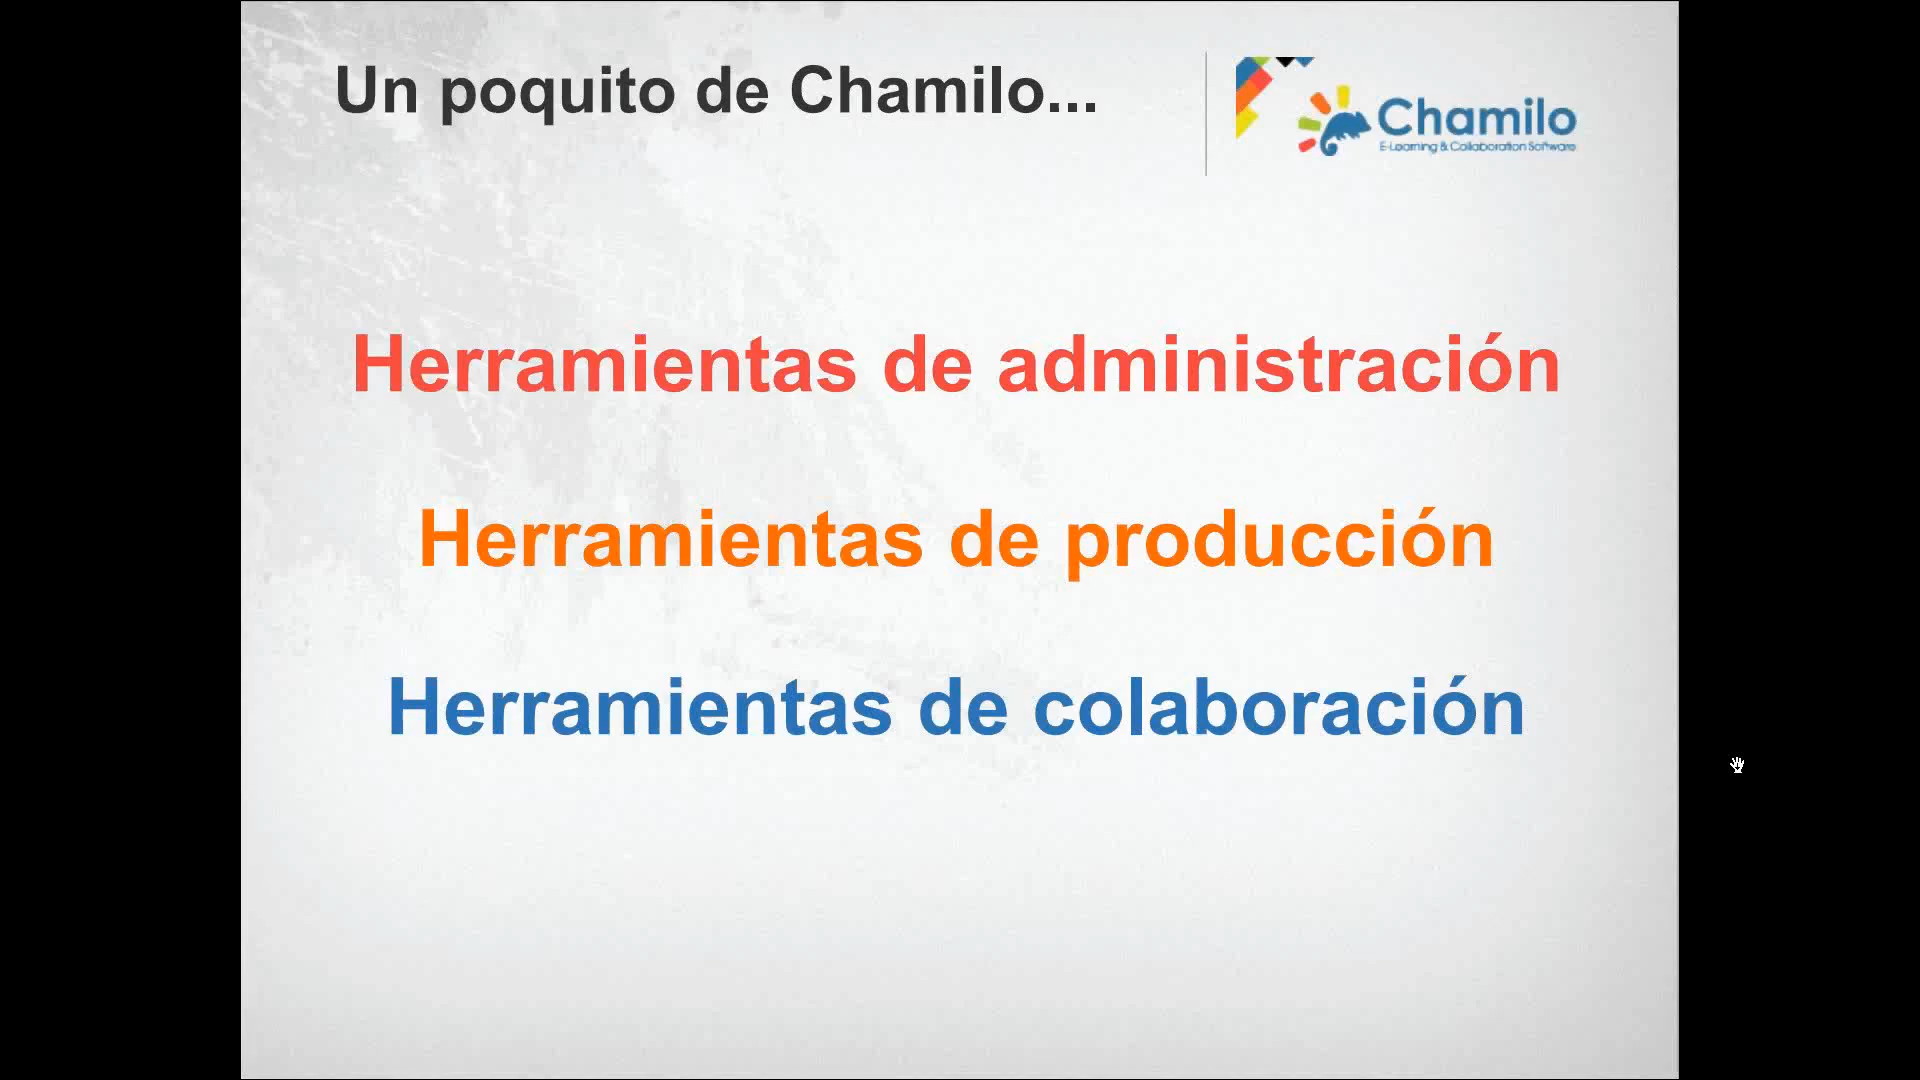 Un poquito de Chamilo...
Chamilo
E-Learning & Collaboration Software
Herramientas de administración
Herramientas de producción
Herramientas de colaboración